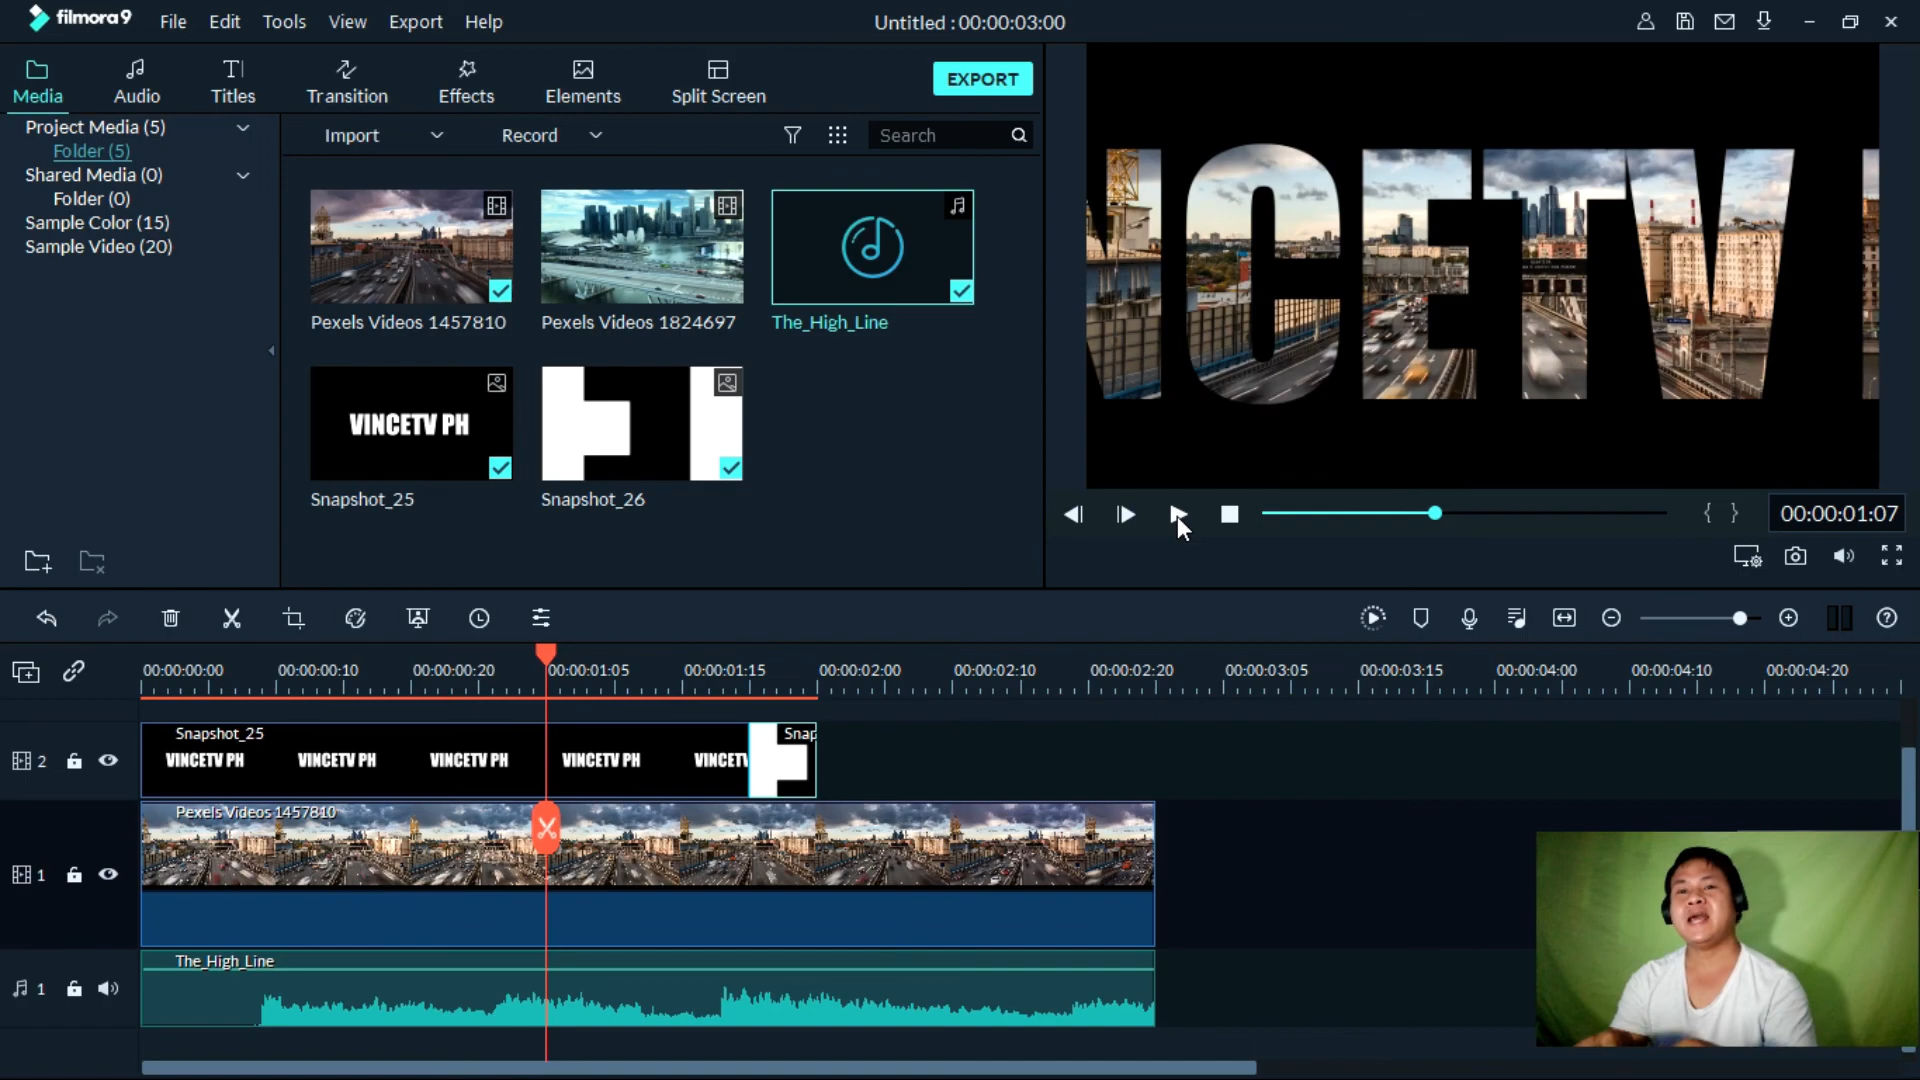 filmora9 File Edit Tools View Export Help Untitled : 00:00:03:00
Media Audio Titles Transition Effects Elements Split Screen EXPORT
Project Media (5)
Folder (5)
Shared Media (0)
Folder (0)
Sample Color (15)
Sample Video (20)
Import Record Search
Pexels Videos 1457810 Pexels Videos 1824697 The_High_Line
VINCETV PH
Snapshot_25 Snapshot_26
CETV
00:00:01:07
00:00:00:00 00:00:00:10 00:00:00:20 00:00:01:05 00:00:01:15 00:00:02:00 00:00:02:10 00:00:02:20 00:00:03:05 00:00:03:15 00:00:04:00 00:00:04:10 00:00:04:20
Snapshot_25 Snap
2 VINCETV PH VINCETV PH VINCETV PH VINCETV PH VINCETV
Pexels Videos 1457810
1
The_High_Line
1